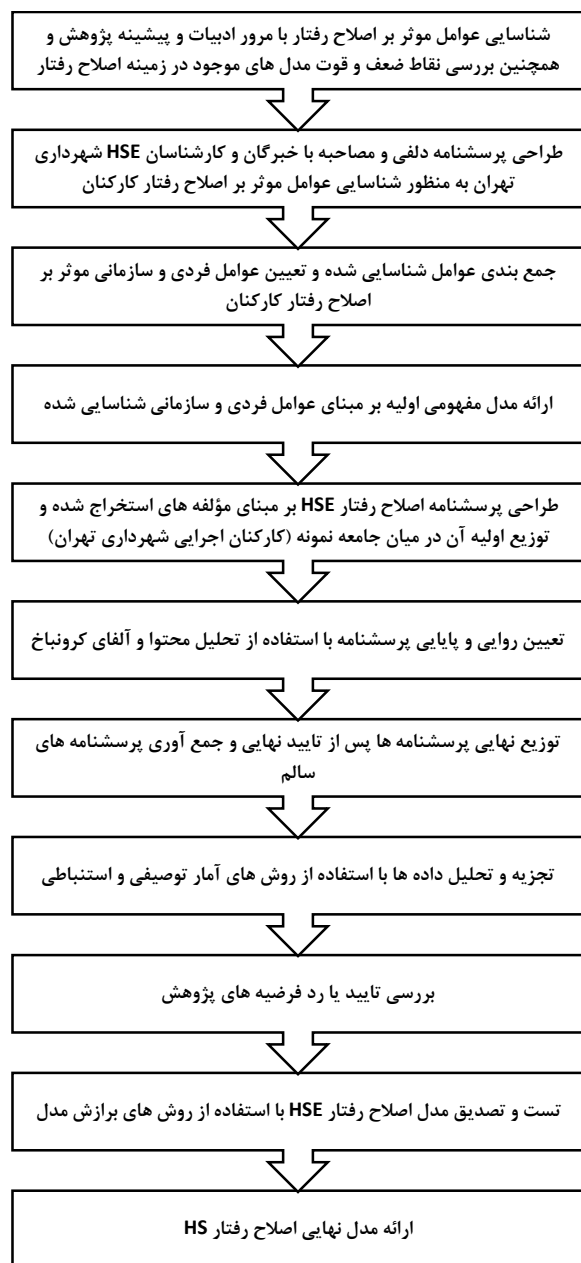 شناسایی عوامل موثر بر اصلاح رفتار با مرور ادبیات و پیشینه پژوهش و
همچنین بررسی نقاط ضعف و قوت مدل های موجود در زمینه اصلاح رفتار
طراحی پرسشنامه دلفی و مصاحبه با خبرگان و کارشناسان HSE شهرداری
تهران به منظور شناسایی عوامل موثر بر اصلاح رفتار کارکنان
جمع بندی عوامل شناسایی شده و تعیین عوامل فردی و سازمانی موثر بر
اصلاح رفتار کارکنان
ارائه مدل مفهومی اولیه بر مبنای عوامل فردی و سازمانی شناسایی شده
طراحی پرسشنامه اصلاح رفتار HSE بر مبنای مؤلفه های استخراج شده و
توزیع اولیه آن در میان جامعه نمونه (کارکنان اجرایی شهرداری تهران)
تعیین روایی و پایایی پرسشنامه با استفاده از تحلیل محتوا و آلفای کرونباخ
توزیع نهایی پرسشنامه ها پس از تایید نهایی و جمع آوری پرسشنامه های
سالم
تجزیه و تحلیل داده ها با استفاده از روش های آمار توصیفی و استنباطی
بررسی تایید یا رد فرضیه های پژوهش
تست و تصدیق مدل اصلاح رفتار HSE با استفاده از روش های برازش مدل
ارائه مدل نهایی اصلاح رفتار HS